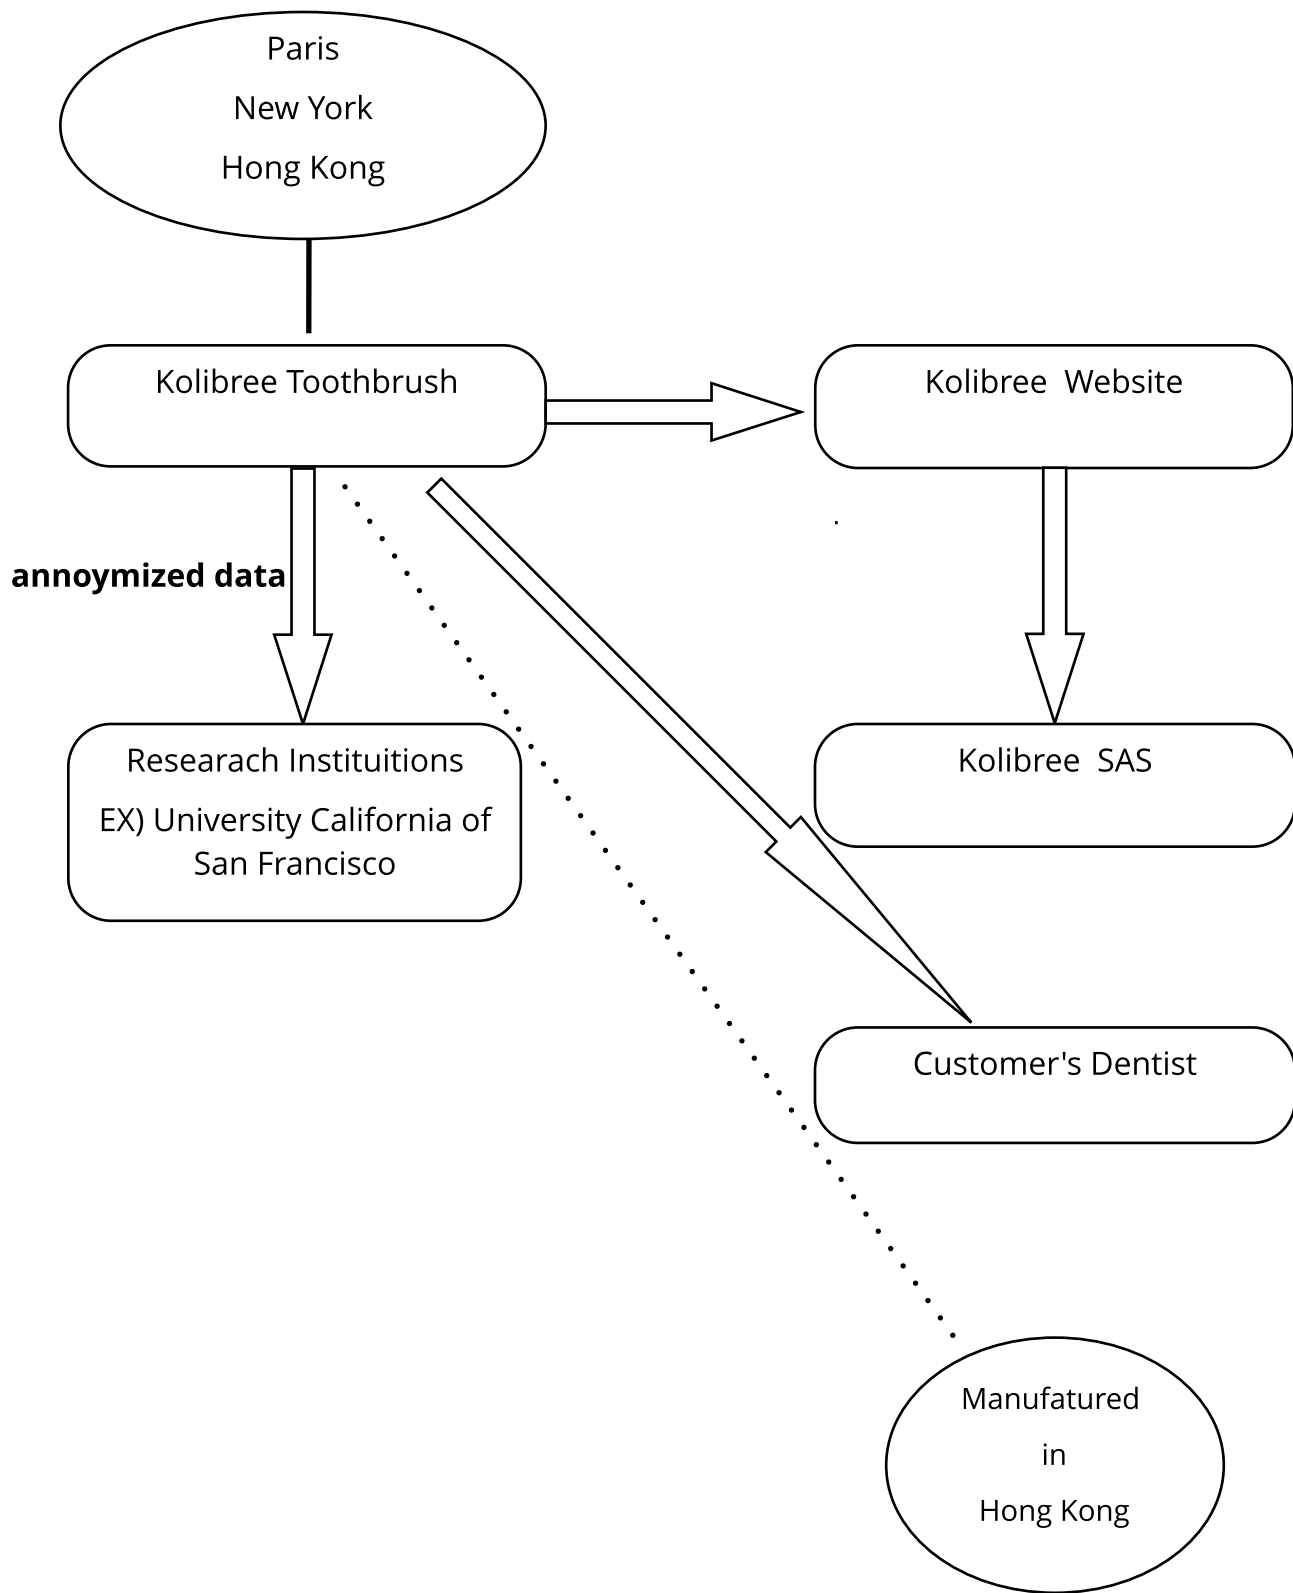 Paris
New York
Hong Kong
Kolibree Toothbrush
Kolibree  Website
annoymized data
Researach Instituitions
EX) University California of
San Francisco
Kolibree  SAS
Customer's Dentist
Manufatured
in
Hong Kong